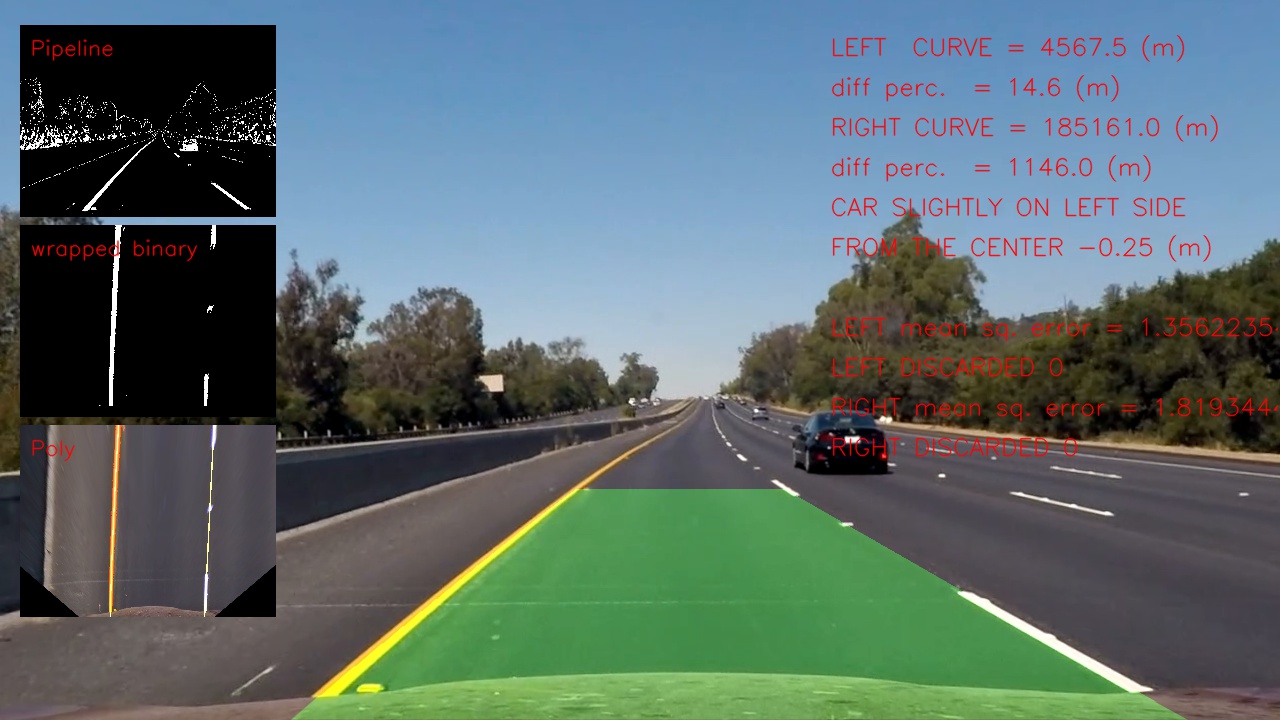 Pipeline
wrapped binary
Poly
LEFT CURVE = 4567.5 (m)
diff perc. = 14.6 (m)
RIGHT CURVE = 185161.0 (m)
diff perc. = 1146.0 (m)
CAR SLIGHTLY ON LEFT SIDE
FROM THE CENTER -0.25 (m)
LEFT mean sq. error = 1.3562235
LEFT DISCARDED 0
RIGHT mean sq. error = 1.819344
RIGHT DISCARDED 0